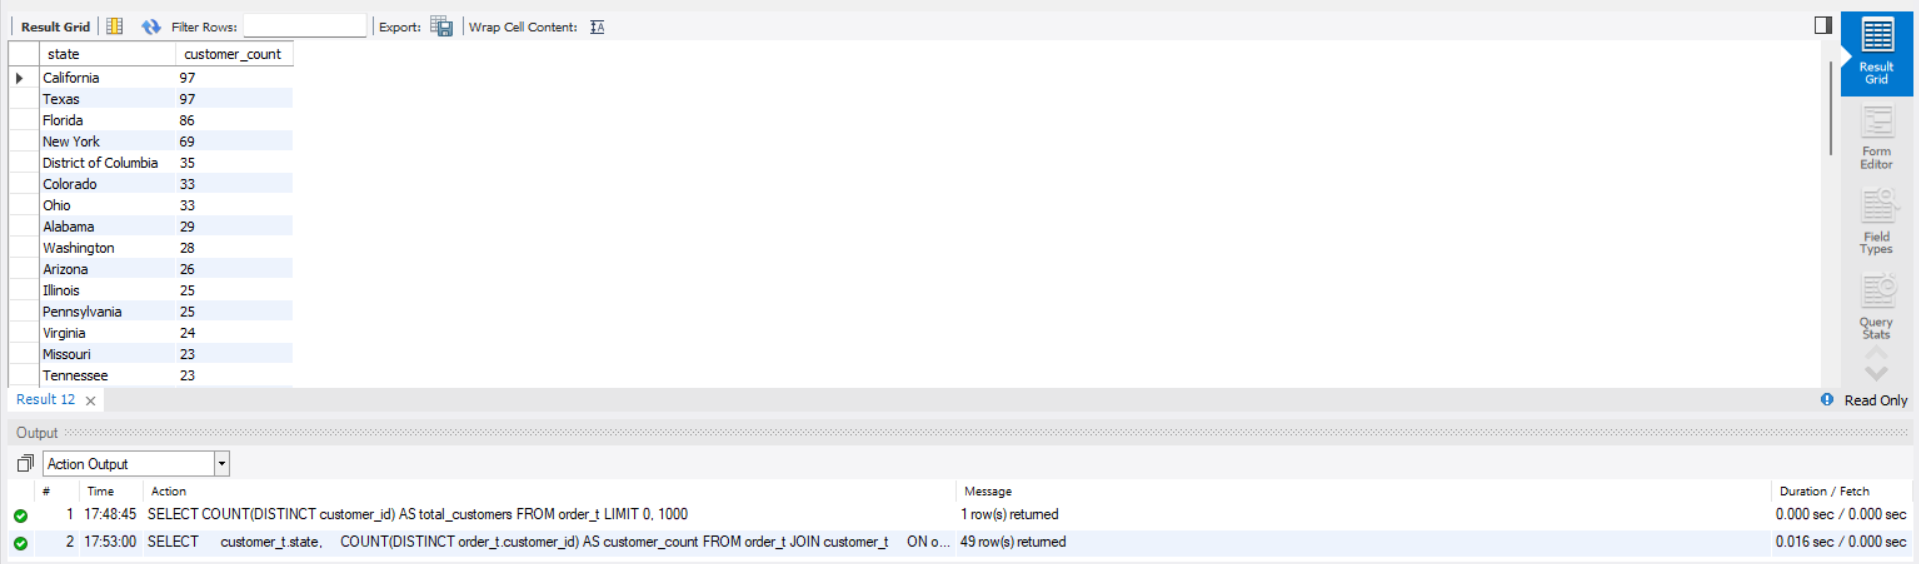 Result Grid Filter Rows: Export: Wrap Cell Content:
state customer_count
California 97
Texas 97
Florida 86
New York 69
District of Columbia 35
Colorado 33
Ohio 33
Alabama 29
Washington 28
Arizona 26
Illinois 25
Pennsylvania 25
Virginia 24
Missouri 23
Tennessee 23
Result
Grid
Form
Editor
Field
Types
Query
Stats
Result 12 Read Only
Output
Action Output
# Time Action Message Duration / Fetch
1 17:48:45 SELECT COUNT(DISTINCT customer_id) AS total_customers FROM order_t LIMIT 0, 1000 1 row(s) returned 0.000 sec / 0.000 sec
2 17:53:00 SELECT customer_t.state, COUNT(DISTINCT order_t.customer_id) AS customer_count FROM order_t JOIN customer_t ON o... 49 row(s) returned 0.016 sec / 0.000 sec